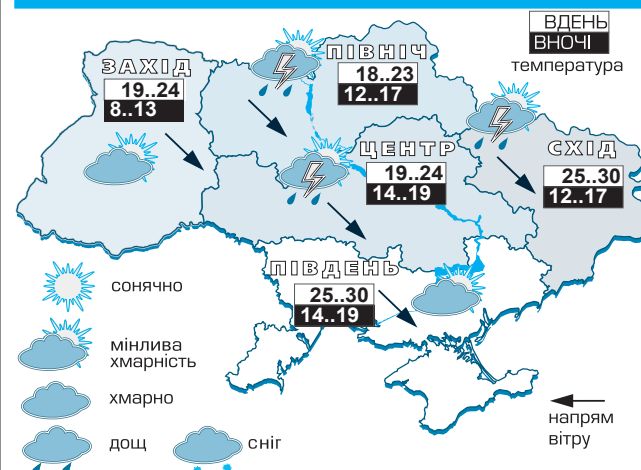 ВДЕНЬ
ВНОЧІ
температура
ПІВНІЧ
18..23
12..17
ЗАХІД
19..24
8..13
ЦЕНТР
19..24
14..19
СХІД
25..30
12..17
ПІВДЕНЬ
25..30
14..19
сонячно
мінлива
хмарність
хмарно
дощ
сніг
напрям
вітру